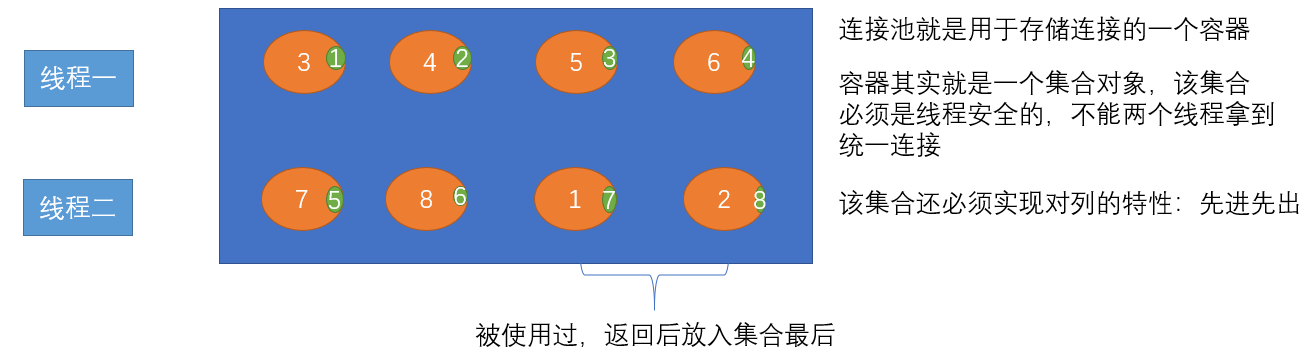 连接池就是用于存储连接的一个容器
3 1 4 2 5 3 6 4
线程一
容器其实就是一个集合对象，该集合
必须是线程安全的，不能两个线程拿到
统一连接
7 5 8 6 1 7 2 8
线程二
该集合还必须实现对列的特性：先进先出
被使用过，返回后放入集合最后